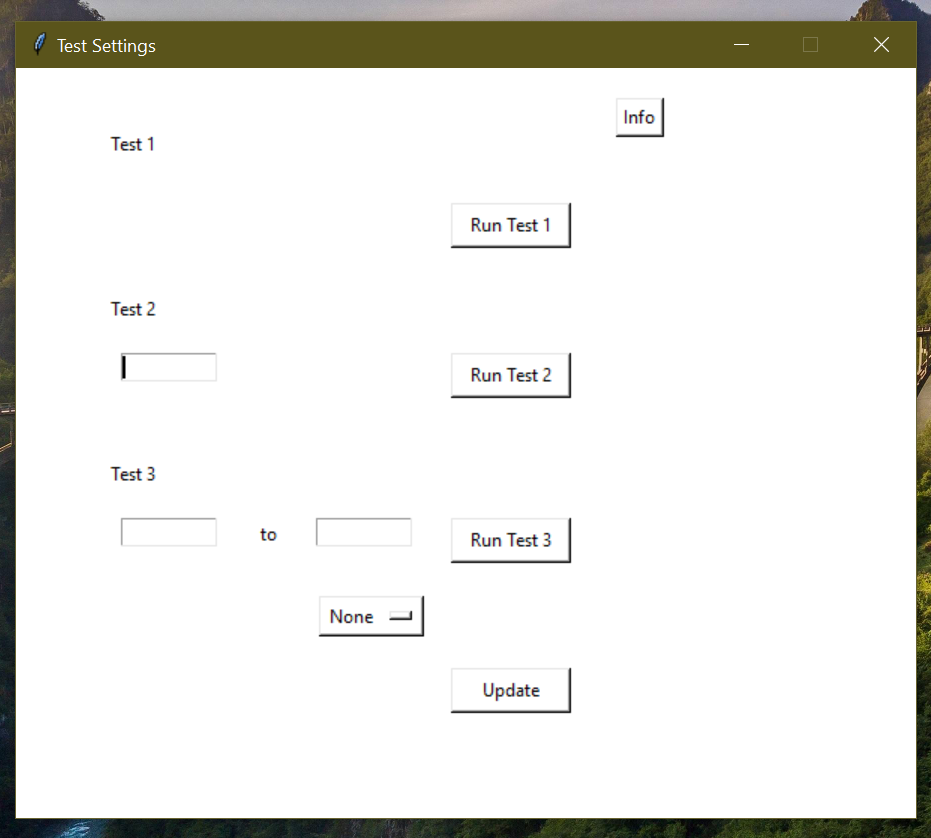 Test Settings
Info
Test 1
Run Test 1
Test 2
Run Test 2
Test 3
to
Run Test 3
None
Update